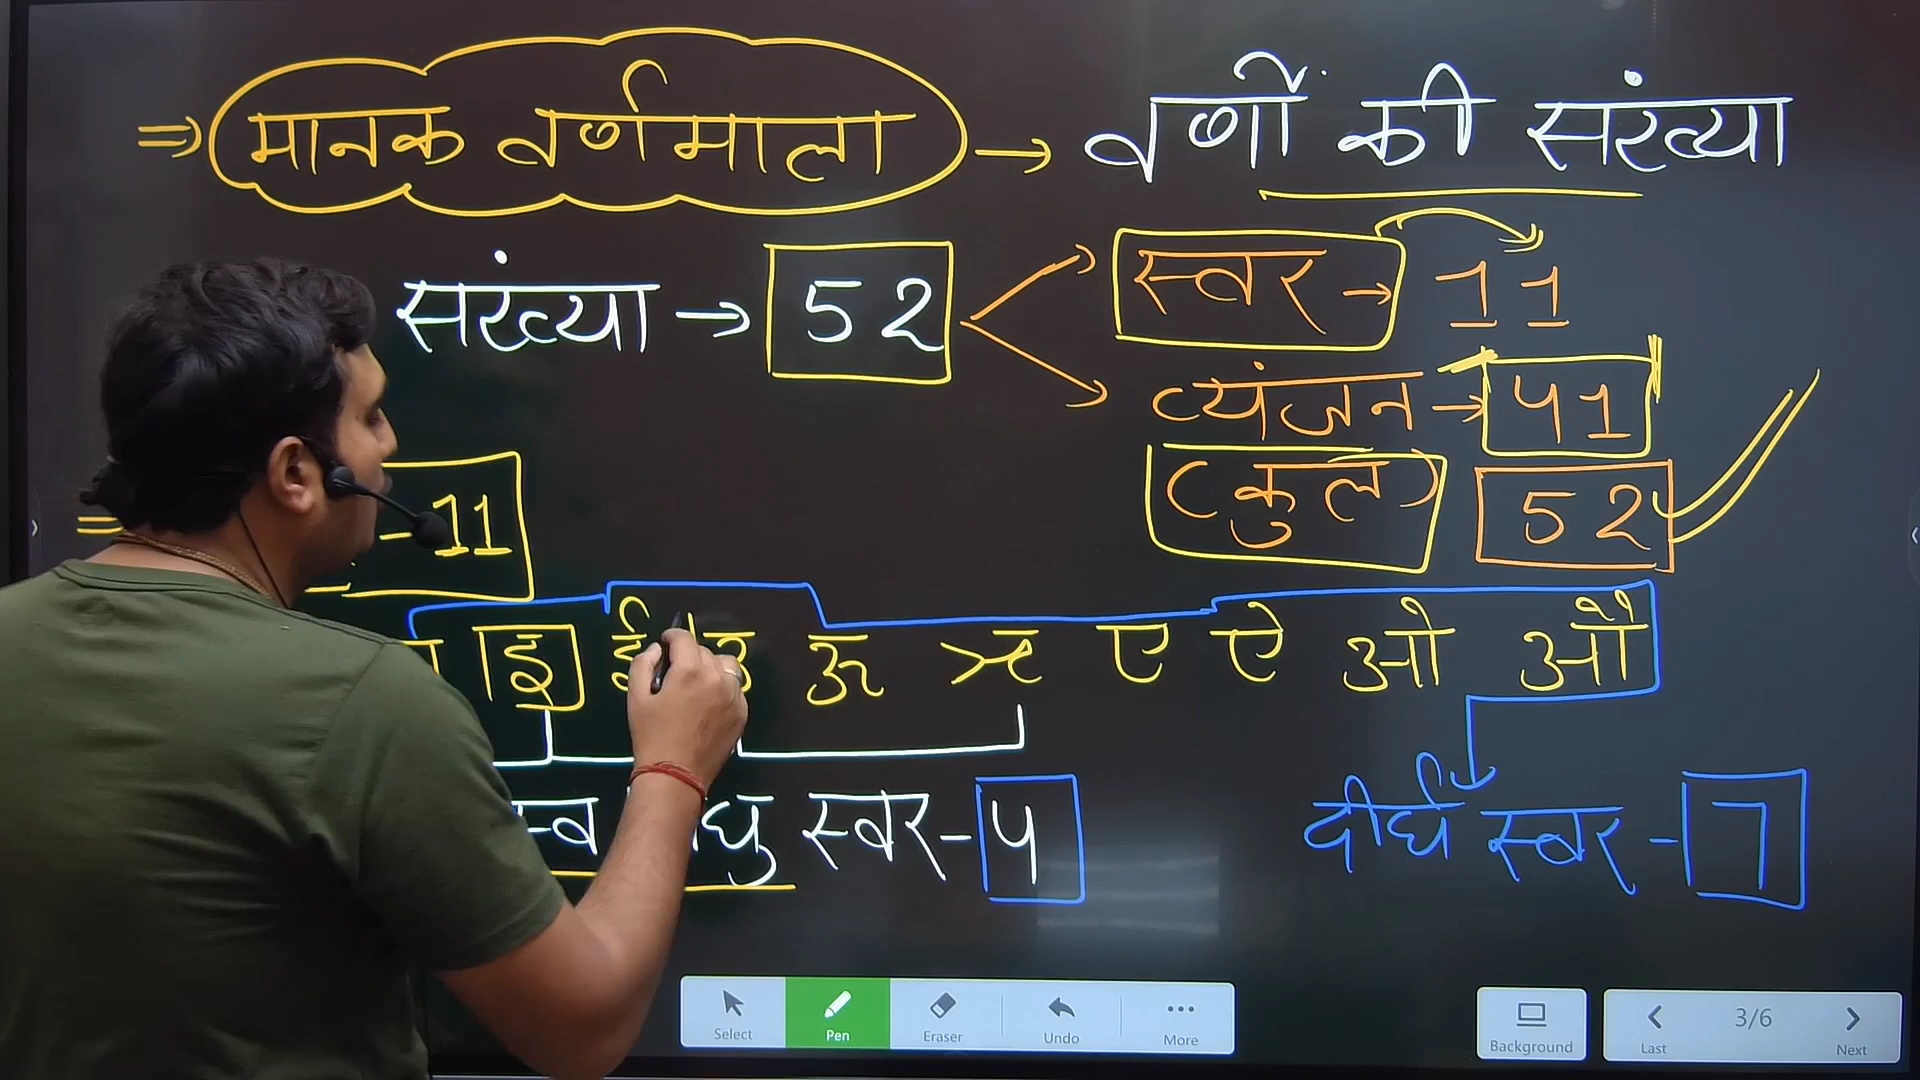 ⇒ मानक वर्णमाला → वर्णों की संख्या
संख्या → 52
स्वर → 11
व्यंजन → 41
(कुल) 52
= - 11
इ ई उ ऊ ऋ ए ऐ ओ औ
स्वर - 4
दीर्घ स्वर - 7
Select Pen Eraser Undo More
Background
Last 3/6 Next